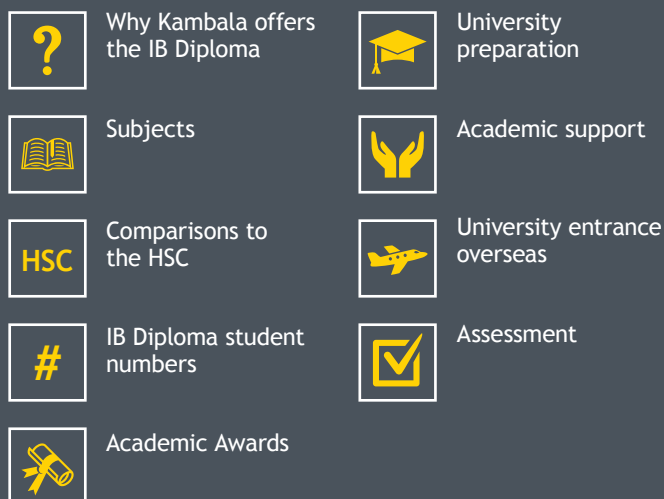 ?
Why Kambala offers
the IB Diploma
Subjects
HSC
Comparisons to
the HSC
#
IB Diploma student
numbers
Academic Awards
University
preparation
Academic support
University entrance
overseas
Assessment